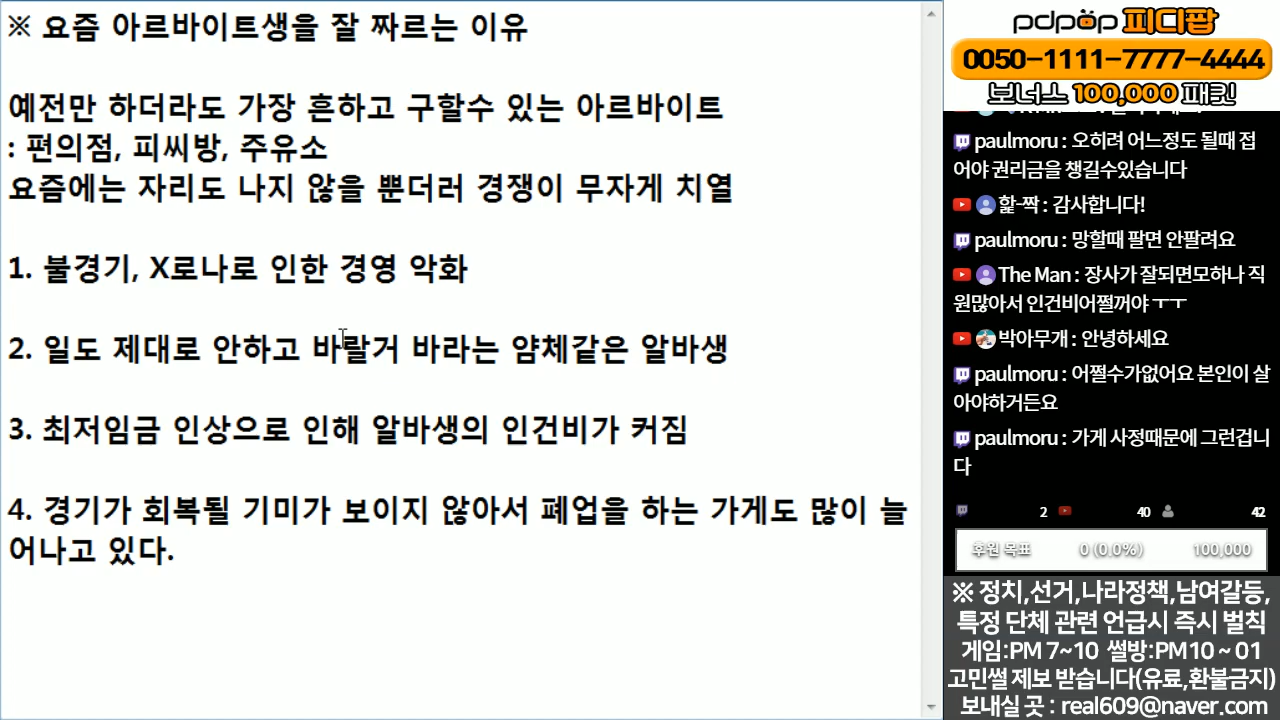 ※ 요즘 아르바이트생을 잘 짜르는 이유
예전만 하더라도 가장 흔하고 구할수 있는 아르바이트
: 편의점, 피씨방, 주유소
요즘에는 자리도 나지 않을 뿐더러 경쟁이 무자게 치열
1. 불경기, X로나로 인한 경영 악화
2. 일도 제대로 안하고 바랄거 바라는 얌체같은 알바생
3. 최저임금 인상으로 인해 알바생의 인건비가 커짐
4. 경기가 회복될 기미가 보이지 않아서 폐업을 하는 가게도 많이 늘
어나고 있다.
pdpop 피디팝
0050-1111-7777-4444
보너스 100,000 패킷
paulmoru : 오히려 어느정도 될때 접
어야 권리금을 챙길수있습니다
핥-짝 : 감사합니다!
paulmoru : 망할때 팔면 안팔려요
The Man : 장사가 잘되면모하나 직
원많아서 인건비어쩔꺼야 ㅜㅜ
박아무개 : 안녕하세요
paulmoru : 어쩔수가없어요 본인이 살
아야하거든요
paulmoru : 가게 사정때문에 그런겁니
다
2 40 42
후원 목표 0 (0.0%) 100,000
※ 정치,선거,나라정책,남여갈등,
특정 단체 관련 언급시 즉시 벌칙
게임:PM 7~10 썰방:PM10 ~ 01
고민썰 제보 받습니다(유료,환불금지)
보내실 곳 : real609@naver.com